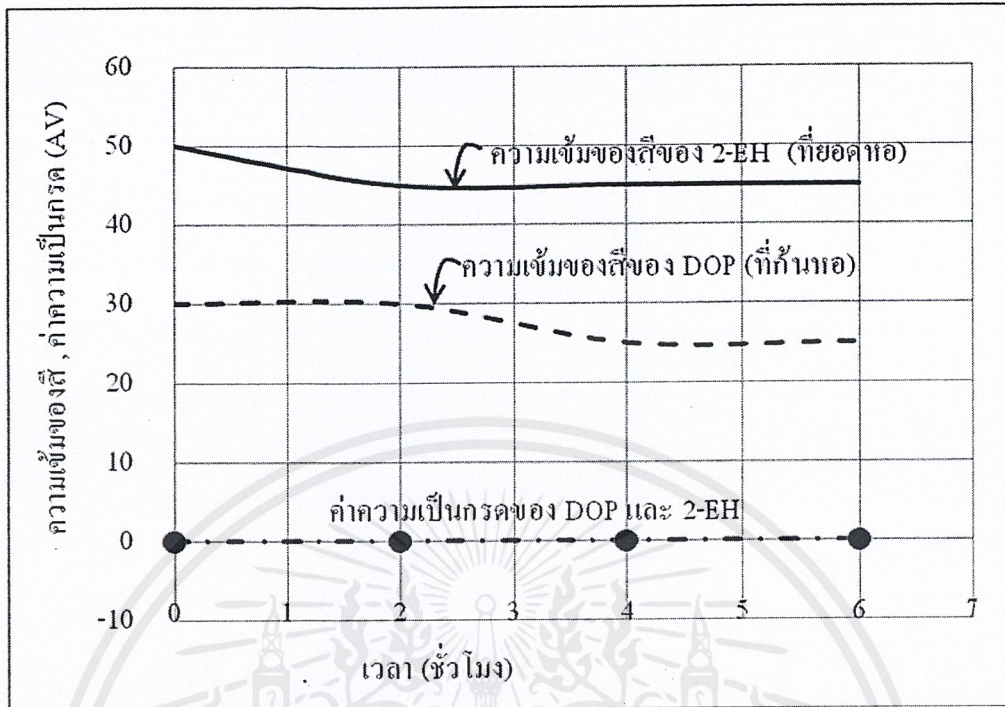 60
50
40
30
20
10
0
-10
ความเข้มของสี , ค่าความเป็นกรด (AV)
ความเข้มของสีของ 2-EH (ที่ยอดหอ)
ความเข้มของสีของ DOP (ที่ก้นหอ)
ค่าความเป็นกรดของ DOP และ 2-EH
0 1 2 3 4 5 6 7
เวลา (ชั่วโมง)